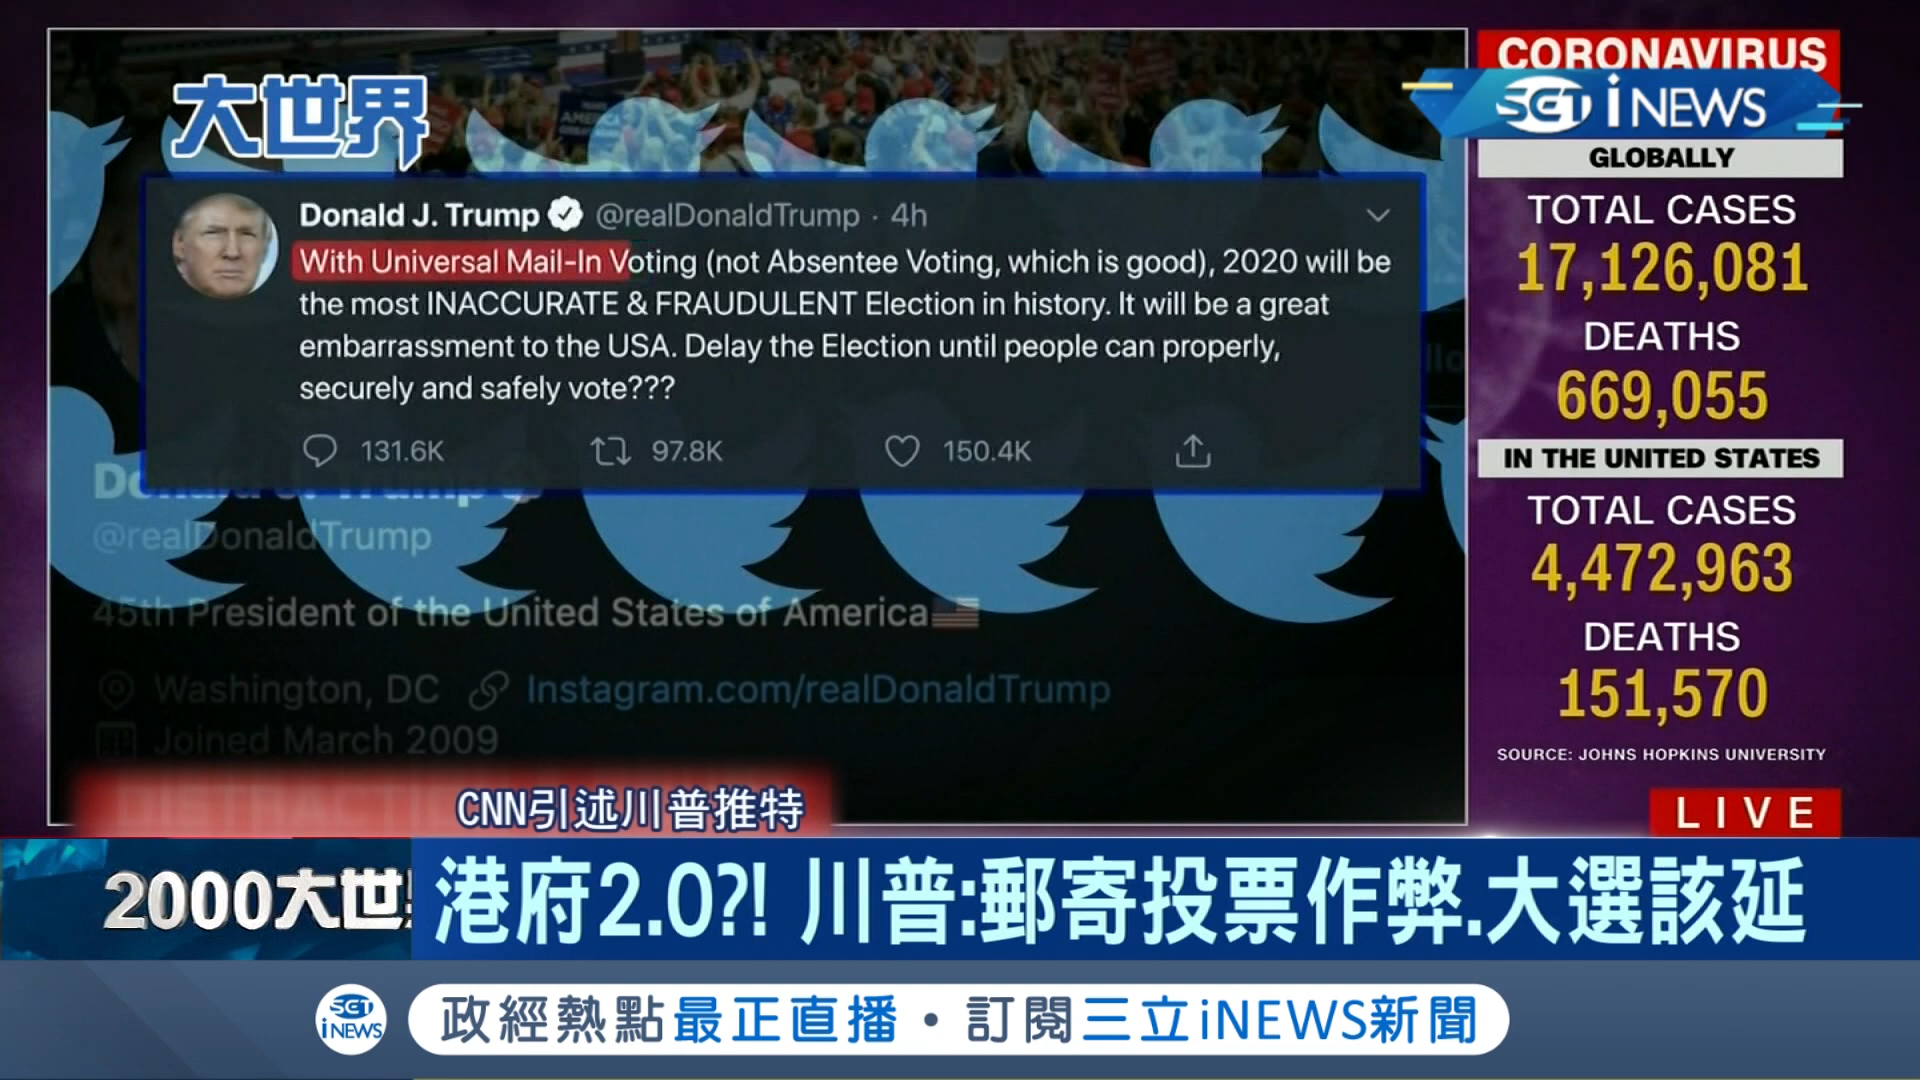 大世界
Donald J. Trump @realDonaldTrump · 4h
With Universal Mail-In Voting (not Absentee Voting, which is good), 2020 will be
the most INACCURATE & FRAUDULENT Election in history. It will be a great
embarrassment to the USA. Delay the Election until people can properly,
securely and safely vote???
131.6K 97.8K 150.4K
Donald J. Trump
@realDonaldTrump
45th President of the United States of America
Washington, DC Instagram.com/realDonaldTrump
Joined March 2009
CORONAVIRUS
SET iNEWS
GLOBALLY
TOTAL CASES
17,126,081
DEATHS
669,055
IN THE UNITED STATES
TOTAL CASES
4,472,963
DEATHS
151,570
SOURCE: JOHNS HOPKINS UNIVERSITY
LIVE
CNN引述川普推特
2000大世
港府2.0?! 川普:郵寄投票作弊.大選該延
SET iNEWS
政經熱點最正直播・訂閱三立iNEWS新聞